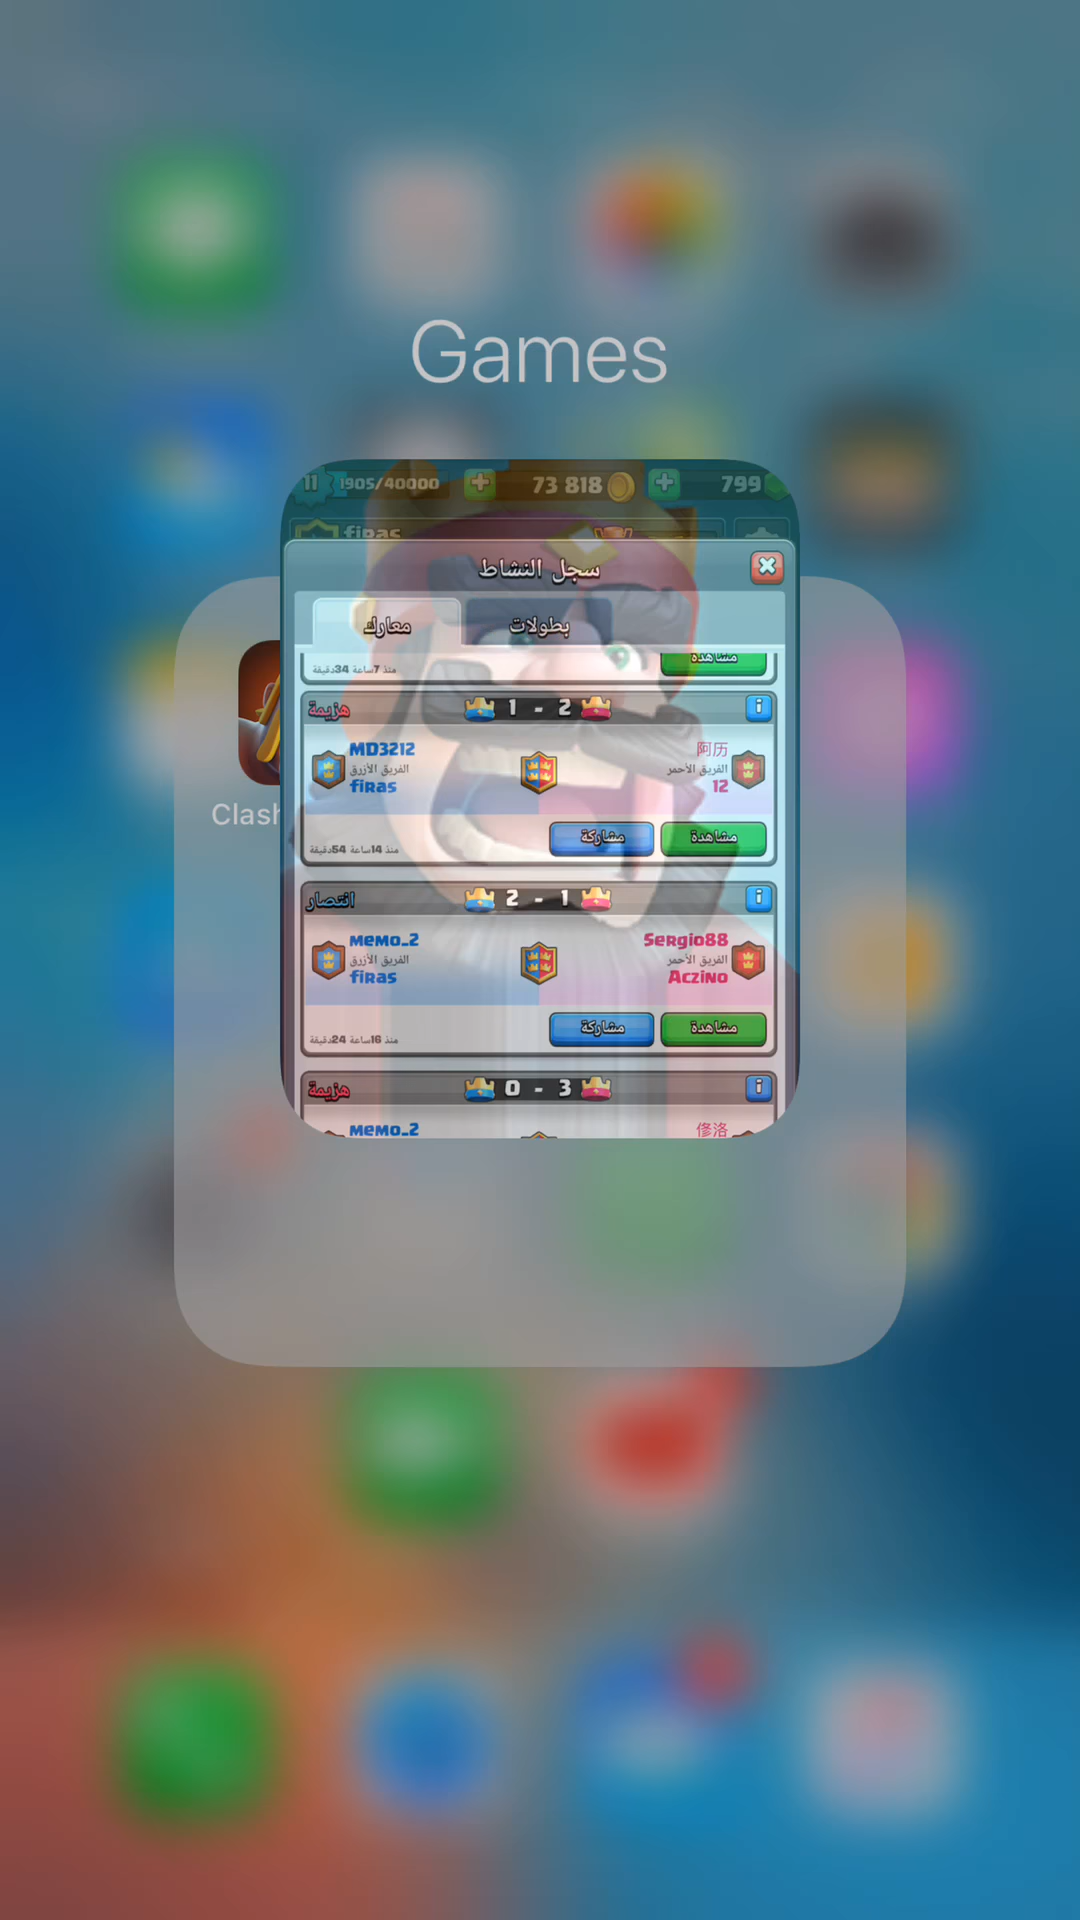 Games
11 1905/40000 73 818 799
firas
سجل النشاط
معارك بطولات
مشاهدة
منذ 7ساعة 34دقيقة
هزيمة 1 - 2
MD3212 阿历
الفريق الأزرق الفريق الأحمر
firas 12
مشاركة مشاهدة
منذ 14ساعة 54دقيقة
انتصار 2 - 1
memo_2 Sergio88
الفريق الأزرق الفريق الأحمر
firas Aczino
مشاركة مشاهدة
منذ 16ساعة 24دقيقة
هزيمة 0 - 3
memo_2 修洛
Clash